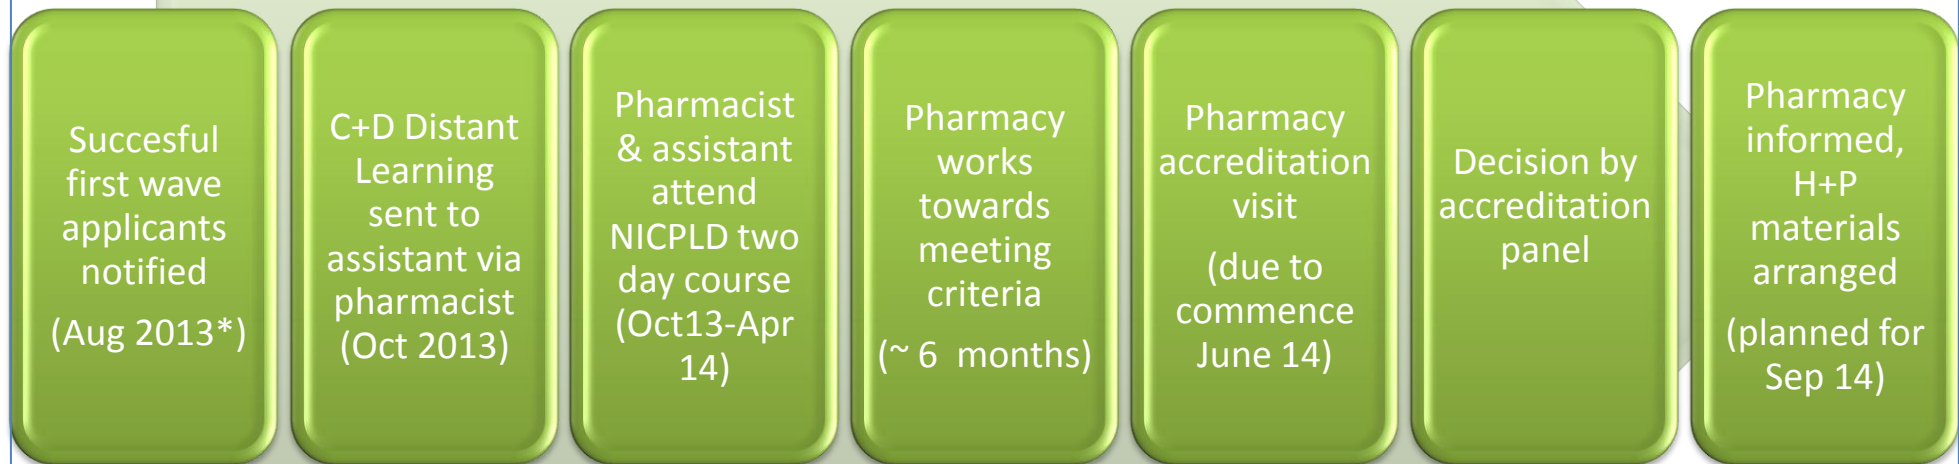 Succesful
first wave
applicants
notified
(Aug 2013*)
C+D Distant
Learning
sent to
assistant via
pharmacist
(Oct 2013)
Pharmacist
& assistant
attend
NICPLD two
day course
(Oct13-Apr
14)
Pharmacy
works
towards
meeting
criteria
(~ 6  months)
Pharmacy
accreditation
visit
(due to
commence
June 14)
Decision by
accreditation
panel
Pharmacy
informed,
H+P
materials
arranged
(planned for
Sep 14)